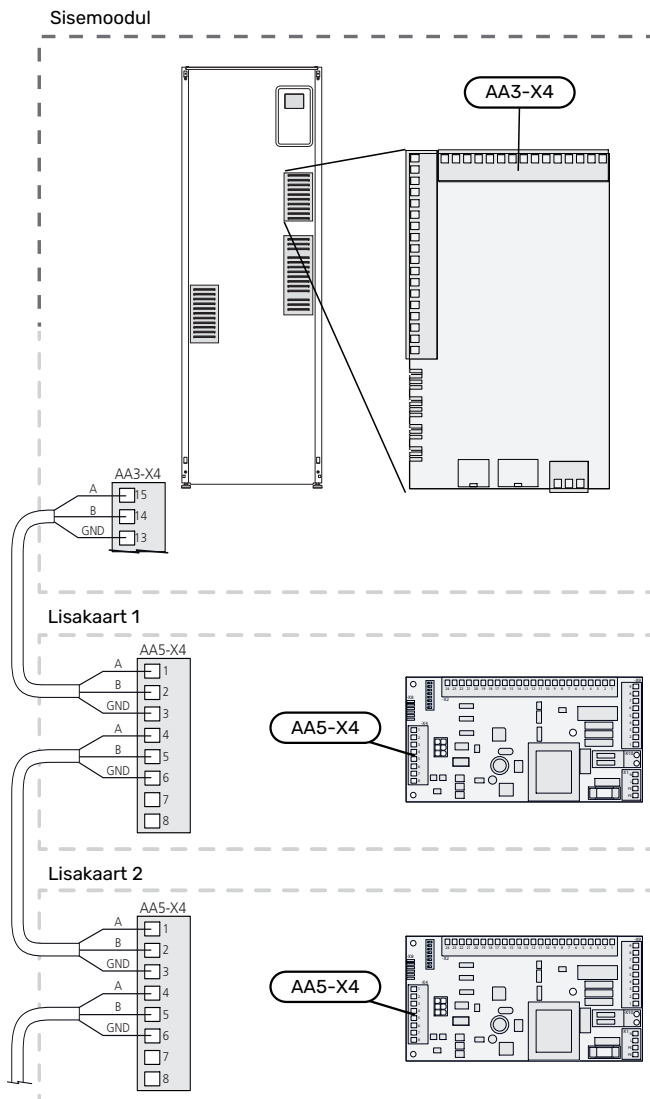 Sisemoodul
AA3-X4
AA3-X4
A
15
B
14
GND
13
Lisakaart 1
AA5-X4
A
1
B
2
GND
3
A
4
B
5
GND
6
7
8
AA5-X4
Lisakaart 2
AA5-X4
A
1
B
2
GND
3
A
4
B
5
GND
6
7
8
AA5-X4